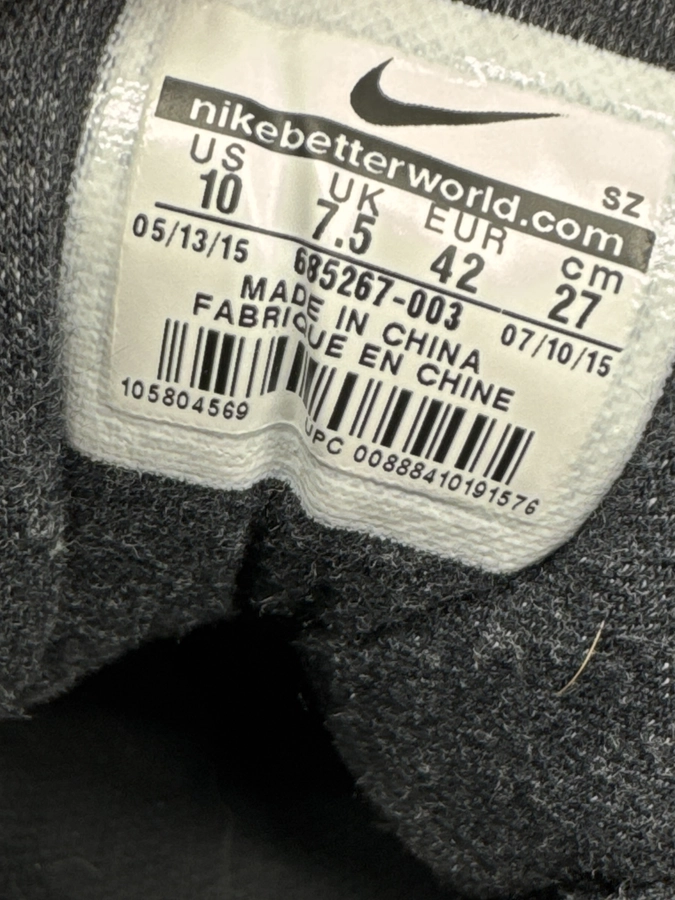 nikebetterworld.com
SZ
US UK EUR cm
10 7.5 42 27
05/13/15 685267-003 07/10/15
MADE IN CHINA
FABRIQUE EN CHINE
105804569 UPC 00888410191576